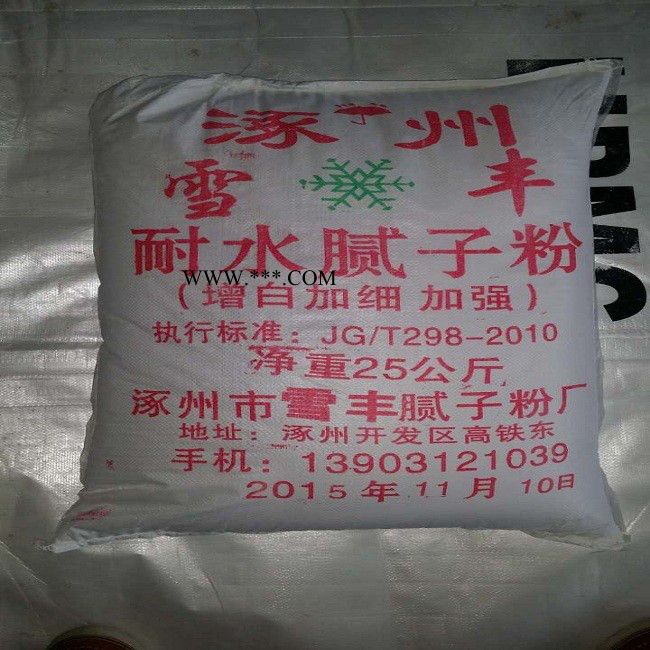 涿州
雪丰
耐水腻子粉
WWW.***.COM
(增白加细 加强)
执行标准：JG/T298-2010
净重25公斤
涿州市雪丰腻子粉厂
地址：涿州开发区高铁东
手机：13903121039
2015年11月10日
HPMC